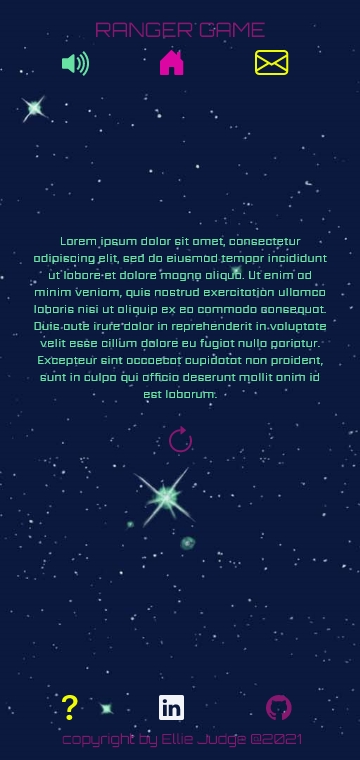 RANGER GAME
Lorem ipsum dolor sit amet, consectetur
adipiscing elit, sed do eiusmod tempor incididunt
ut labore et dolore magna aliqua. Ut enim ad
minim veniam, quis nostrud exercitation ullamco
laboris nisi ut aliquip ex ea commodo consequat.
Duis aute irure dolor in reprehenderit in voluptate
velit esse cillum dolore eu fugiat nulla pariatur.
Excepteur sint occaecat cupidatat non proident,
sunt in culpa qui officia deserunt mollit anim id
est laborum.
?
in
copyright by Ellie Judge @2021